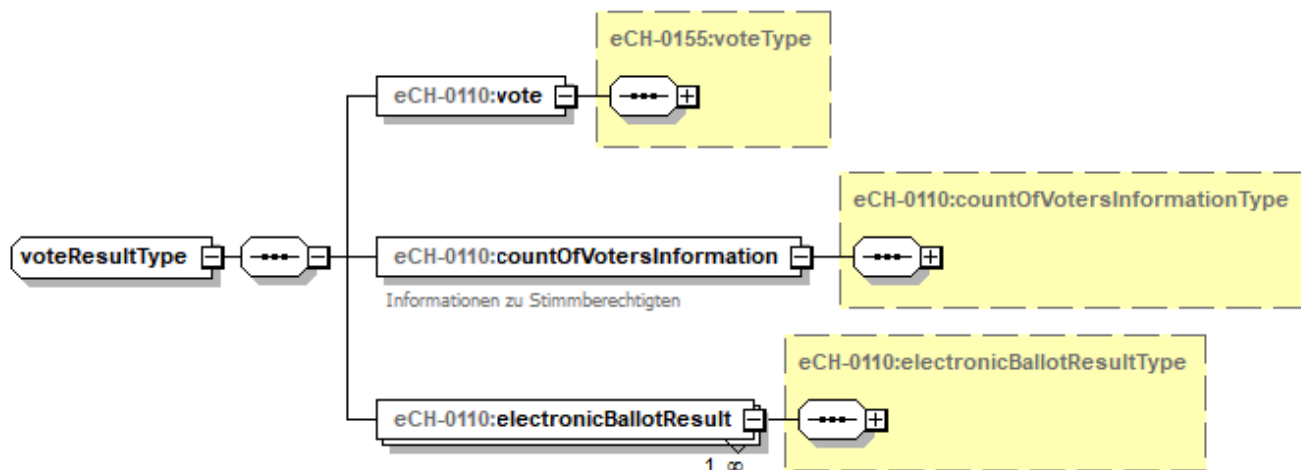 eCH-0155:voteType
eCH-0110:vote
eCH-0110:countOfVotersInformationType
voteResultType
eCH-0110:countOfVotersInformation
Informationen zu Stimmberechtigten
eCH-0110:electronicBallotResultType
eCH-0110:electronicBallotResult
1..∞